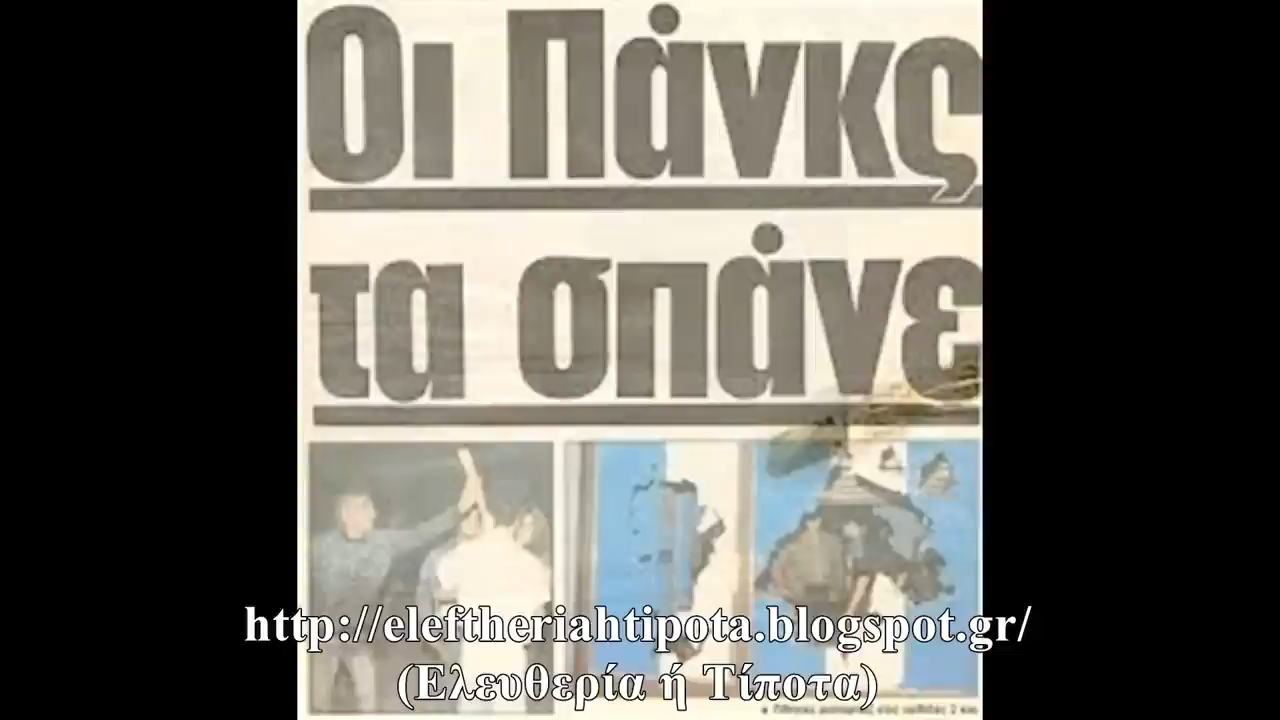 Οι Πάνκς
τα σπάνε
http://eleftheriahtipota.blogspot.gr/
(Ελευθερία ή Τίποτα)